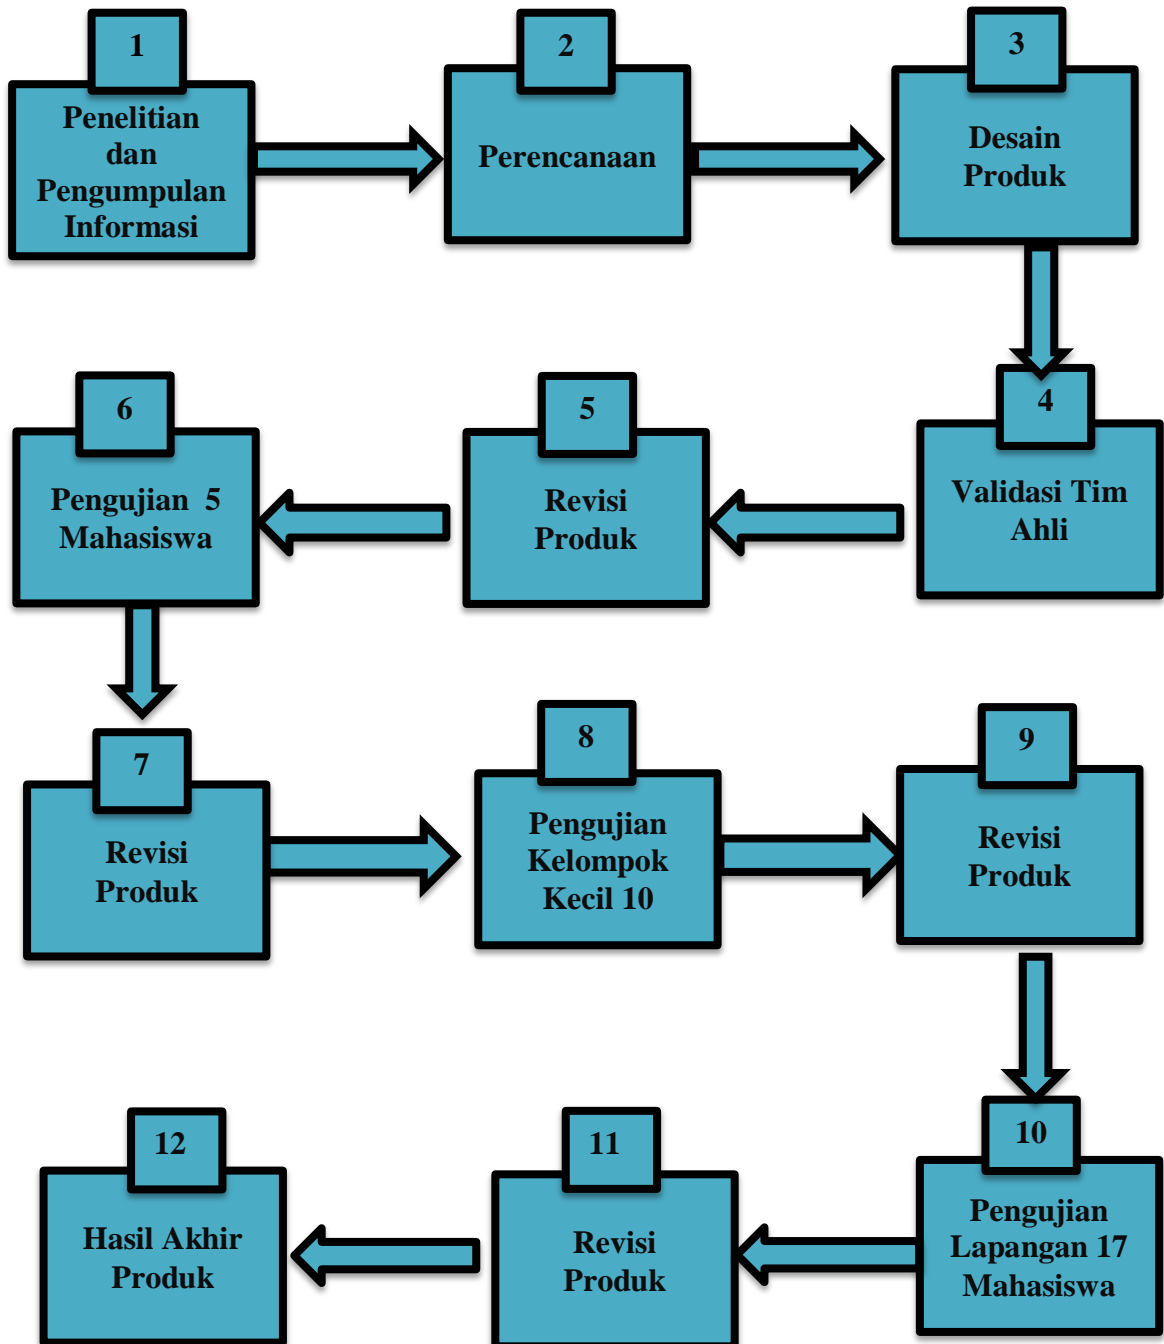 1
Penelitian
dan
Pengumpulan
Informasi
2
Perencanaan
3
Desain
Produk
4
Validasi Tim
Ahli
5
Revisi
Produk
6
Pengujian 5
Mahasiswa
7
Revisi
Produk
8
Pengujian
Kelompok
Kecil 10
9
Revisi
Produk
10
Pengujian
Lapangan 17
Mahasiswa
11
Revisi
Produk
12
Hasil Akhir
Produk